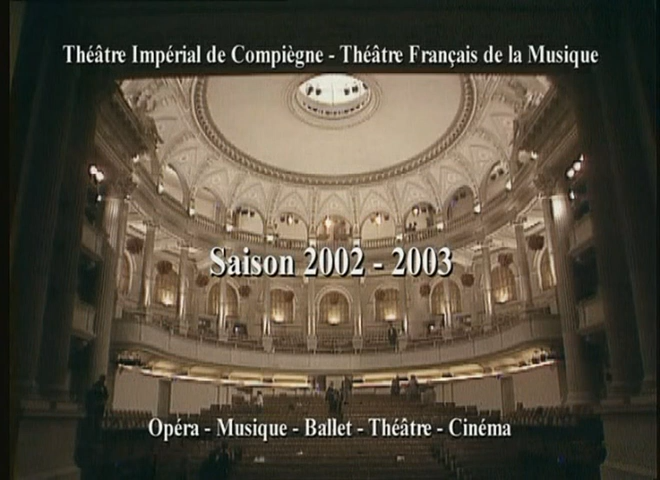 Théâtre Impérial de Compiègne - Théâtre Français de la Musique
Saison 2002 - 2003
Opéra - Musique - Ballet - Théâtre - Cinéma